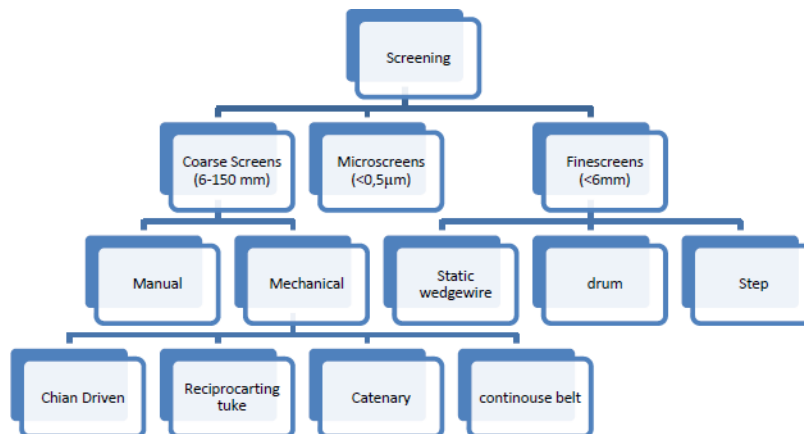 Screening
Coarse Screens
(6-150 mm)
Microscreens
(<0,5µm)
Finescreens
(<6mm)
Manual
Mechanical
Static
wedgewire
drum
Step
Chian Driven
Reciprocarting
tuke
Catenary
continouse belt